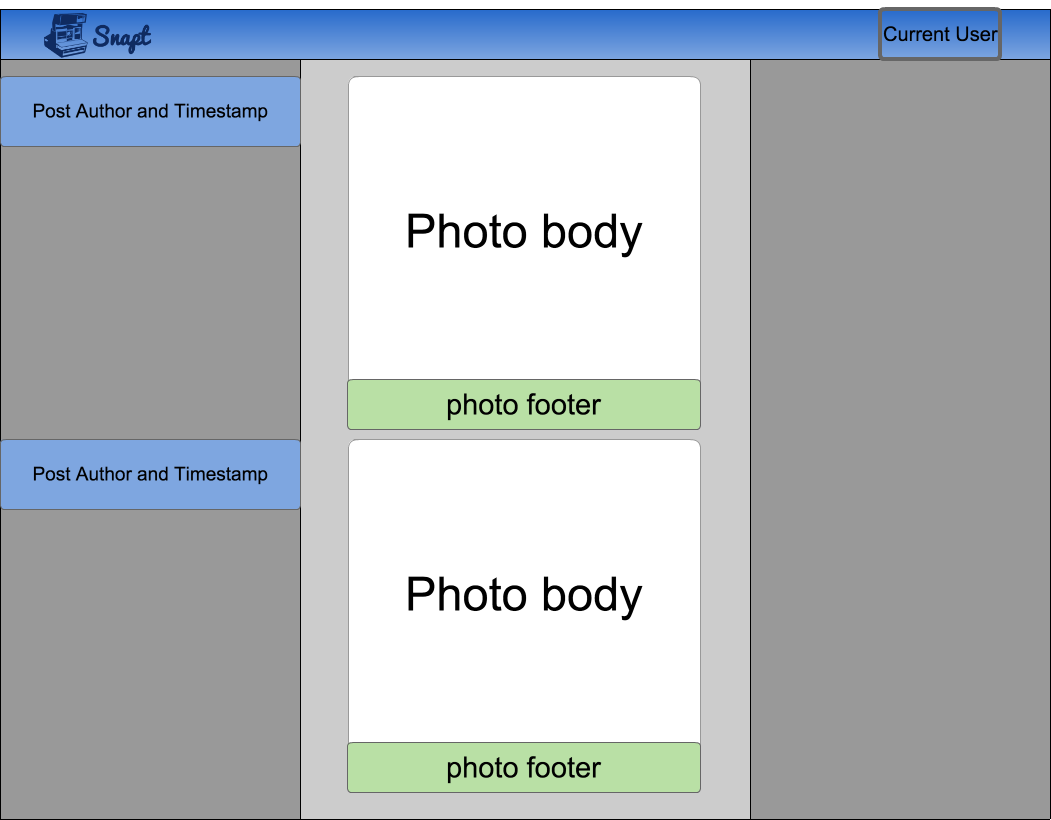 Snapt
Current User
Post Author and Timestamp
Photo body
photo footer
Post Author and Timestamp
Photo body
photo footer